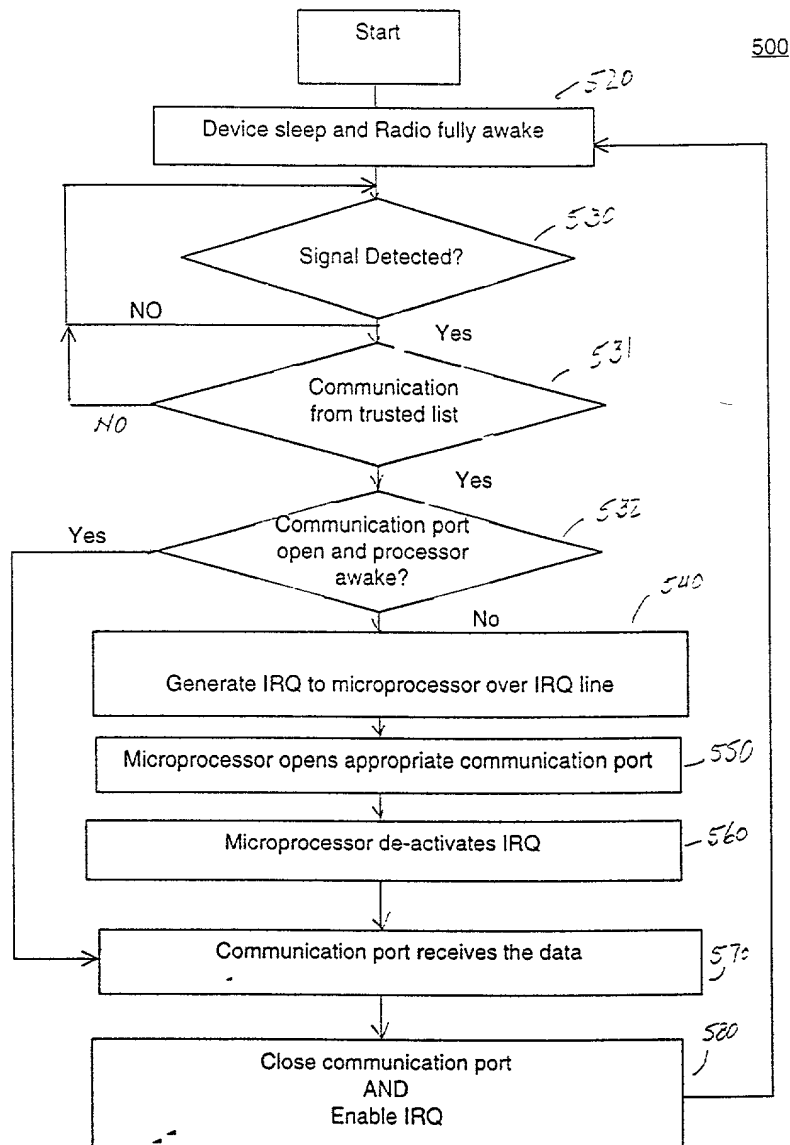 Start
500
520
Device sleep and Radio fully awake
530
Signal Detected?
NO
Yes
531
Communication
from trusted list
NO
Yes
532
Yes
Communication port
open and processor
awake?
540
No
Generate IRQ to microprocessor over IRQ line
Microprocessor opens appropriate communication port
550
Microprocessor de-activates IRQ
560
Communication port receives the data
570
580
Close communication port
AND
Enable IRQ